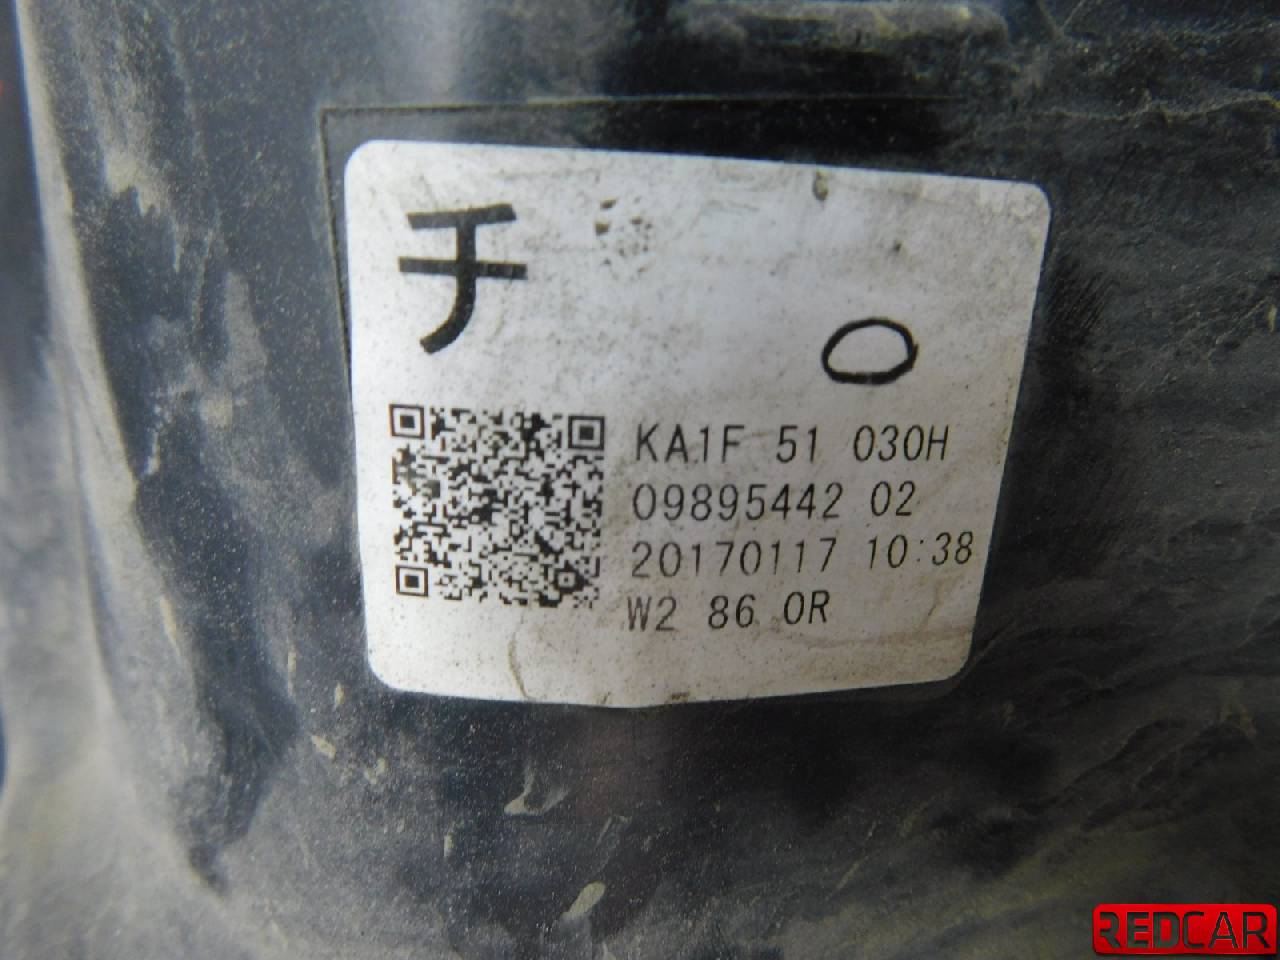 チ
KA1F 51 030H
09895442 02
20170117 10:38
W2 86 0R
REDCAR